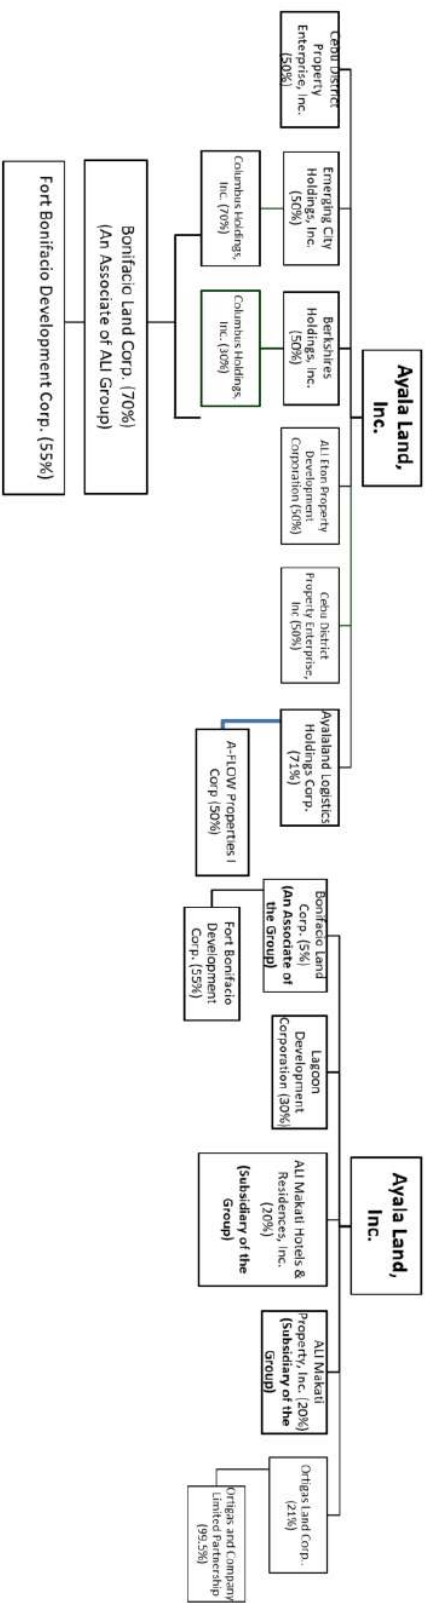 Ayala Land,
Inc.
Cebu District
Property
Enterprise, Inc.
(50%)
Emerging City
Holdings, Inc.
(50%)
Berkshires
Holdings, Inc.
(50%)
ALI Eton Property
Development
Corporation (50%)
Cebu District
Property Enterprise,
Inc (50%)
Ayalaland Logistics
Holdings Corp.
(71%)
Columbus Holdings,
Inc. (70%)
Columbus Holdings,
Inc. (30%)
A-FLOW Properties I
Corp (50%)
Bonifacio Land Corp. (70%)
(An Associate of ALI Group)
Fort Bonifacio Development Corp. (55%)
Ayala Land,
Inc.
Bonifacio Land
Corp. (5%)
(An Associate of
the Group)
Lagoon
Development
Corporation (30%)
ALI Makati Hotels &
Residences, Inc.
(20%)
(Subsidiary of the
Group)
ALI Makati
Property, Inc. (20%)
(Subsidiary of the
Group)
Ortigas Land Corp..
(21%)
Fort Bonifacio
Development
Corp. (55%)
Ortigas and Company
Limited Partnership
(99.5%)